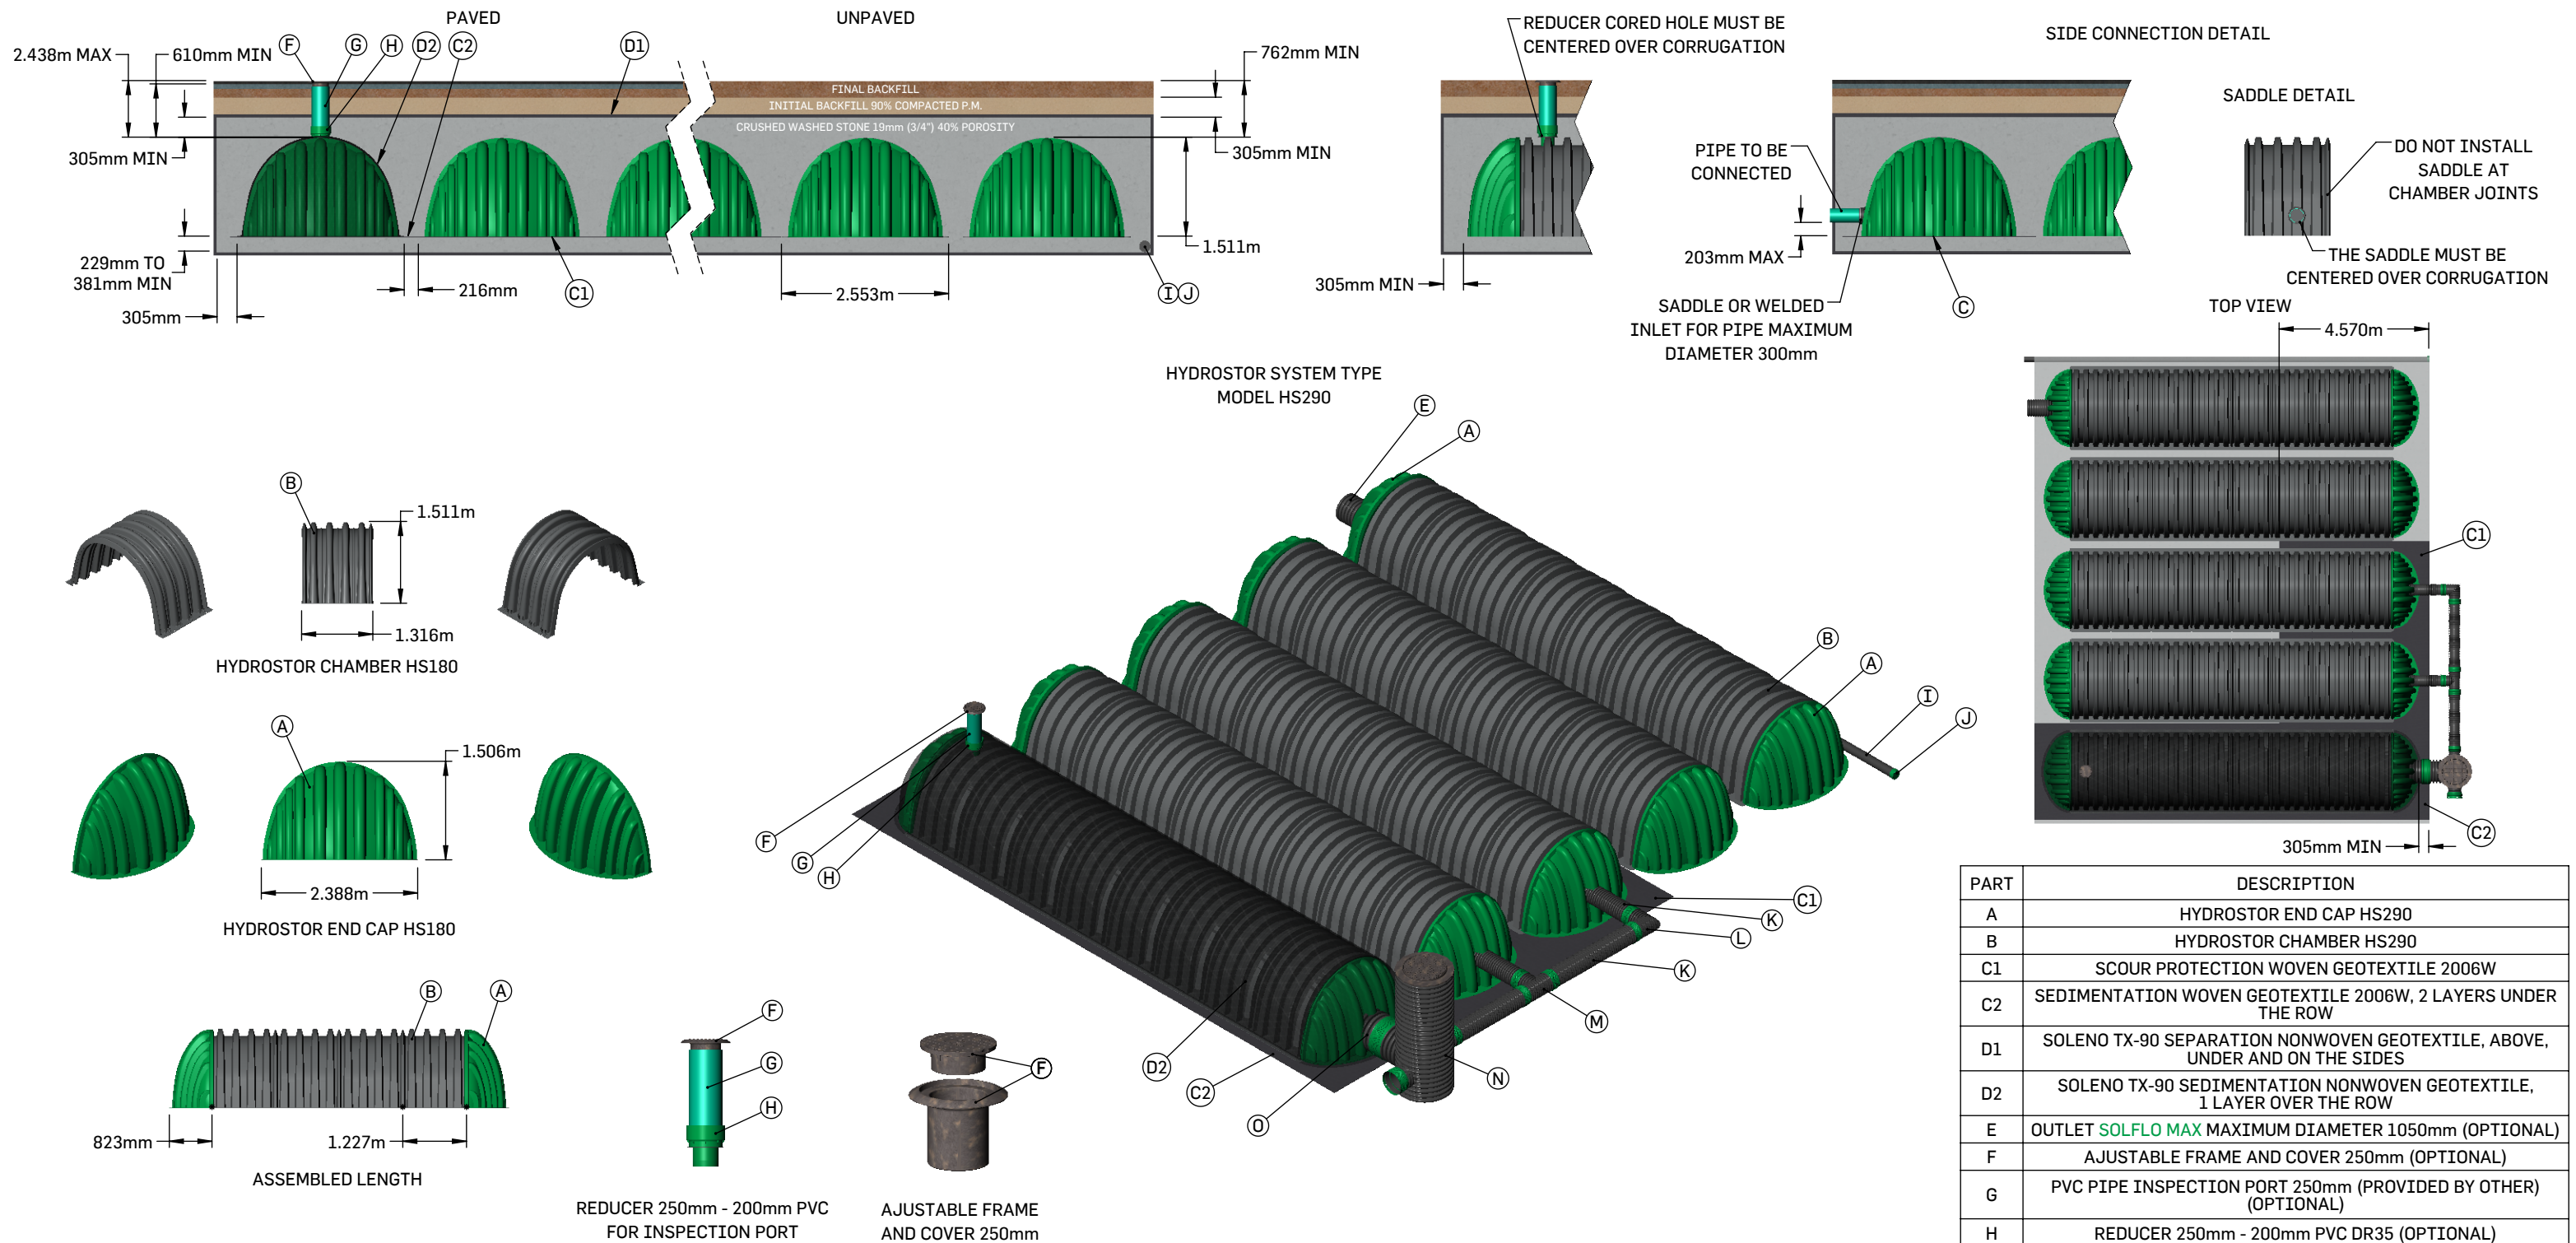 PAVED
UNPAVED
2.438m MAX
610mm MIN
F
G
H
D2
C2
D1
762mm MIN
FINAL BACKFILL
INITIAL BACKFILL 90% COMPACTED P.M.
CRUSHED WASHED STONE 19mm (3/4") 40% POROSITY
305mm MIN
305mm MIN
229mm TO
381mm MIN
305mm
216mm
C1
2.553m
1.511m
I
J
REDUCER CORED HOLE MUST BE
CENTERED OVER CORRUGATION
305mm MIN
SIDE CONNECTION DETAIL
PIPE TO BE
CONNECTED
203mm MAX
SADDLE OR WELDED
INLET FOR PIPE MAXIMUM
DIAMETER 300mm
C
SADDLE DETAIL
DO NOT INSTALL
SADDLE AT
CHAMBER JOINTS
THE SADDLE MUST BE
CENTERED OVER CORRUGATION
TOP VIEW
4.570m
C1
C2
305mm MIN
HYDROSTOR SYSTEM TYPE
MODEL HS290
E
A
B
A
I
J
F
G
H
C1
K
L
K
M
N
D2
C2
O
B
1.511m
1.316m
HYDROSTOR CHAMBER HS180
A
1.506m
2.388m
HYDROSTOR END CAP HS180
B
A
823mm
1.227m
ASSEMBLED LENGTH
F
G
H
REDUCER 250mm - 200mm PVC
FOR INSPECTION PORT
F
AJUSTABLE FRAME
AND COVER 250mm
PART DESCRIPTION
A HYDROSTOR END CAP HS290
B HYDROSTOR CHAMBER HS290
C1 SCOUR PROTECTION WOVEN GEOTEXTILE 2006W
C2 SEDIMENTATION WOVEN GEOTEXTILE 2006W, 2 LAYERS UNDER
THE ROW
D1 SOLENO TX-90 SEPARATION NONWOVEN GEOTEXTILE, ABOVE,
UNDER AND ON THE SIDES
D2 SOLENO TX-90 SEDIMENTATION NONWOVEN GEOTEXTILE,
1 LAYER OVER THE ROW
E OUTLET SOLFLO MAX MAXIMUM DIAMETER 1050mm (OPTIONAL)
F AJUSTABLE FRAME AND COVER 250mm (OPTIONAL)
G PVC PIPE INSPECTION PORT 250mm (PROVIDED BY OTHER)
(OPTIONAL)
H REDUCER 250mm - 200mm PVC DR35 (OPTIONAL)